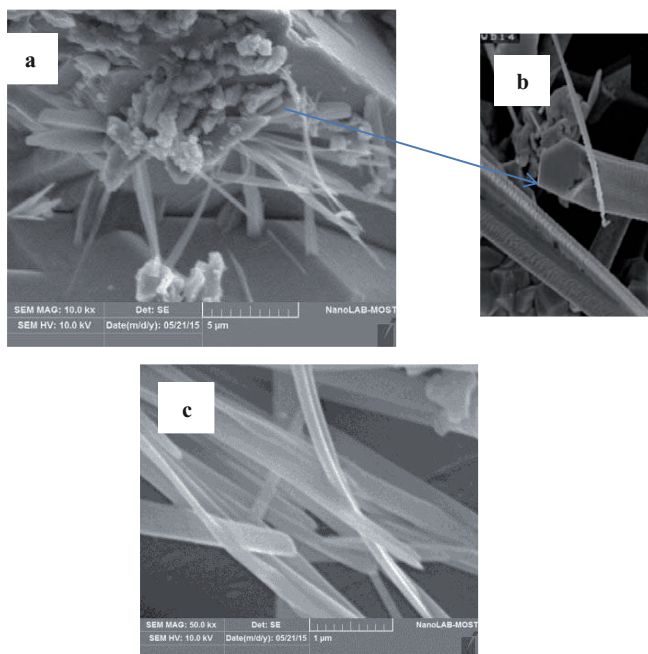 a
SEM MAG: 10.0 kx Det: SE NanoLAB-MOST
SEM HV: 10.0 kV Date(m/d/y): 05/21/15 5 µm
b
c
SEM MAG: 50.0 kx Det: SE NanoLAB-MOST
SEM HV: 10.0 kV Date(m/d/y): 05/21/15 1 µm